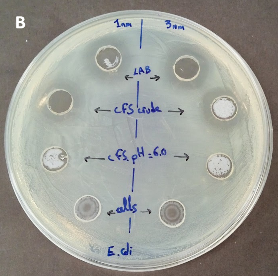 B
1mm 3mm
LAB
cfs crude
cfs pH = 6.0
cells
E.coli